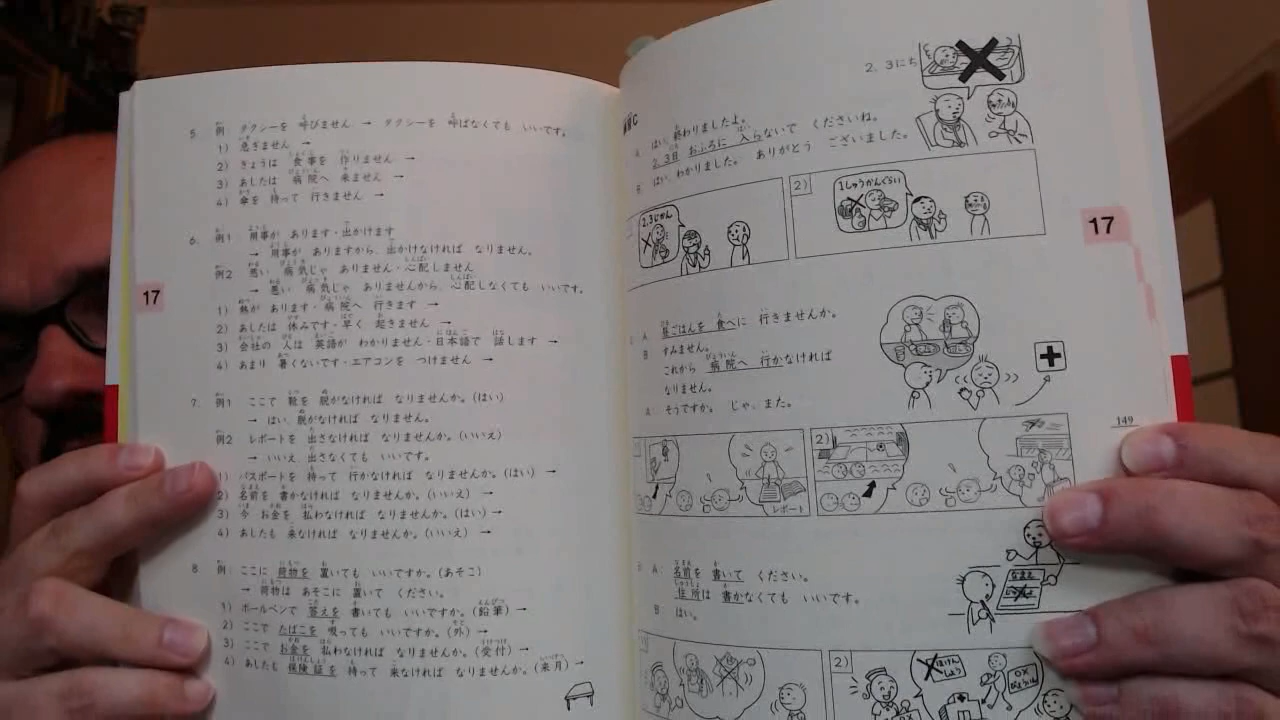 5. 例：タクシーを 呼びません → タクシーを 呼ばなくても いいです。
1) 急ぎません →
2) きょうは 食事を 作りません →
3) あしたは 病院へ 来ません →
4) 傘を 持って 行きません →
6. 例1 用事が あります・出かけます
→ 用事が ありますから、出かけなければ なりません。
例2 悪い 病気じゃ ありません・心配しません
→ 悪い 病気じゃ ありませんから、心配しなくても いいです。
1) 熱が あります・病院へ 行きます →
2) あしたは 休みです・早く 起きません →
3) 会社の 人は 英語が わかりません・日本語で 話します →
4) あまり 暑くないです・エアコンを つけません →
17
7. 例1 ここで 靴を 脱がなければ なりませんか。(はい)
→ はい、脱がなければ なりません。
例2 レポートを 出さなければ なりませんか。(いいえ)
→ いいえ、出さなくても いいです。
1) パスポートを 持って 行かなければ なりませんか。(はい) →
2) 名前を 書かなければ なりませんか。(いいえ) →
3) 今 お金を 払わなければ なりませんか。(はい) →
4) あしたも 来なければ なりませんか。(いいえ) →
8. 例：ここに 荷物を 置いても いいですか。(あそこ)
→ 荷物は あそこに 置いて ください。
1) ボールペンで 答えを 書いても いいですか。(鉛筆) →
2) ここで たばこを 吸っても いいですか。(外) →
3) ここで お金を 払わなければ なりませんか。(受付) →
4) あしたも 保険証を 持って 来なければ なりませんか。(来月) →
C
2、3にち
はい、終わりましたよ。
2、3日 おふろに 入らないで くださいね。
B： はい、わかりました。 ありがとう ございました。
2、3じかん
2) 1しゅうかんぐらい
17
A： 昼ごはんを 食べに 行きませんか。
B： すみません。
これから 病院へ 行かなければ
なりません。
A： そうですか。 じゃ、また。
レポート
2)
149
A： 名前を 書いて ください。
住所は 書かなくても いいです。
B： はい。
なまえ
2) ほけんしょう